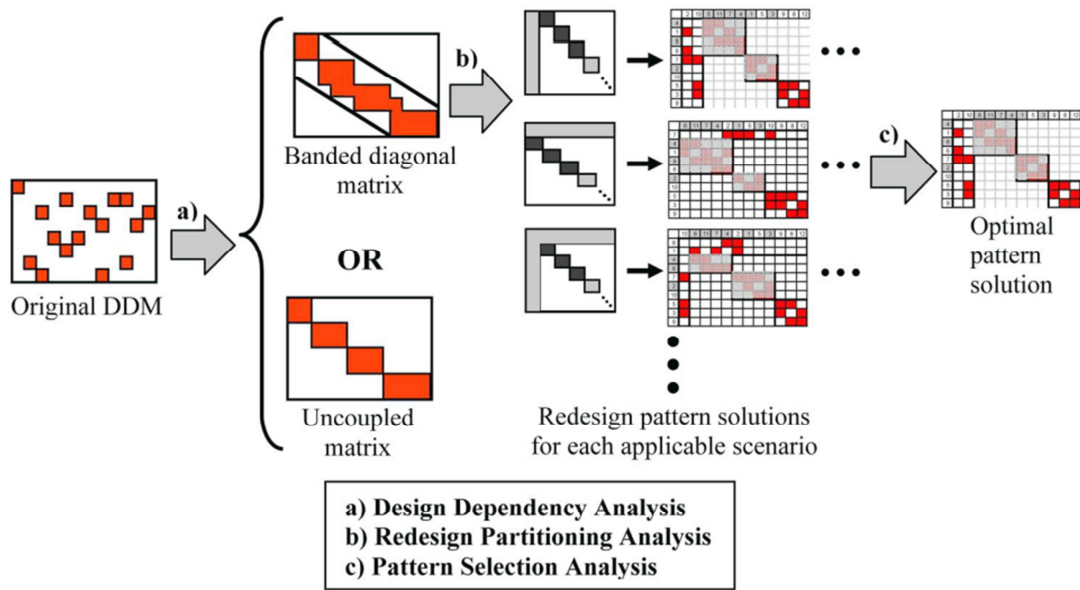 a)
Original DDM
Banded diagonal
matrix
OR
Uncoupled
matrix
b)
Redesign pattern solutions
for each applicable scenario
c)
Optimal
pattern
solution
a) Design Dependency Analysis
b) Redesign Partitioning Analysis
c) Pattern Selection Analysis